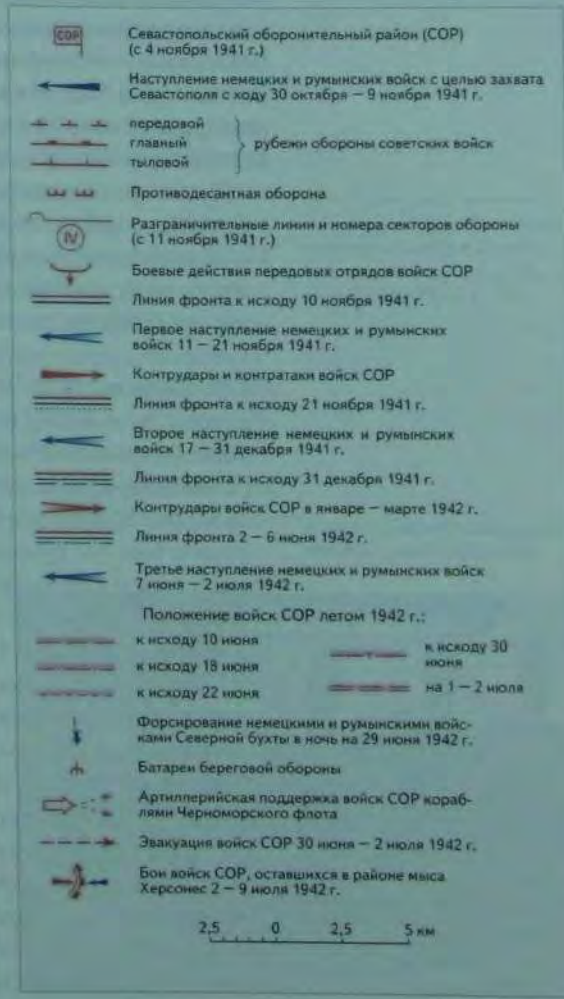 СОР
Севастопольский оборонительный район (СОР)
(с 4 ноября 1941 г.)
Наступление немецких и румынских войск с целью захвата
Севастополя с ходу 30 октября – 9 ноября 1941 г.
передовой
главный
рубежи обороны советских войск
тыловой
Противодесантная оборона
Разграничительные линии и номера секторов обороны
(с 11 ноября 1941 г.)
IV
Боевые действия передовых отрядов войск СОР
Линия фронта к исходу 10 ноября 1941 г.
Первое наступление немецких и румынских
войск 11 – 21 ноября 1941 г.
Контрудары и контратаки войск СОР
Линия фронта к исходу 21 ноября 1941 г.
Второе наступление немецких и румынских
войск 17 – 31 декабря 1941 г.
Линия фронта к исходу 31 декабря 1941 г.
Контрудары войск СОР в январе – марте 1942 г.
Линия фронта 2 – 6 июня 1942 г.
Третье наступление немецких и румынских войск
7 июня – 2 июля 1942 г.
Положение войск СОР летом 1942 г.:
к исходу 10 июня
к исходу 18 июня
к исходу 22 июня
к исходу 30
июня
на 1 – 2 июля
Форсирование немецкими и румынскими войс-
ками Северной бухты в ночь на 29 июня 1942 г.
Батареи береговой обороны
Артиллерийская поддержка войск СОР кораб-
лями Черноморского флота
Эвакуация войск СОР 30 июня – 2 июля 1942 г.
Бои войск СОР, оставшихся в районе мыса
Херсонес 2 – 9 июля 1942 г.
2,5 0 2,5 5 км